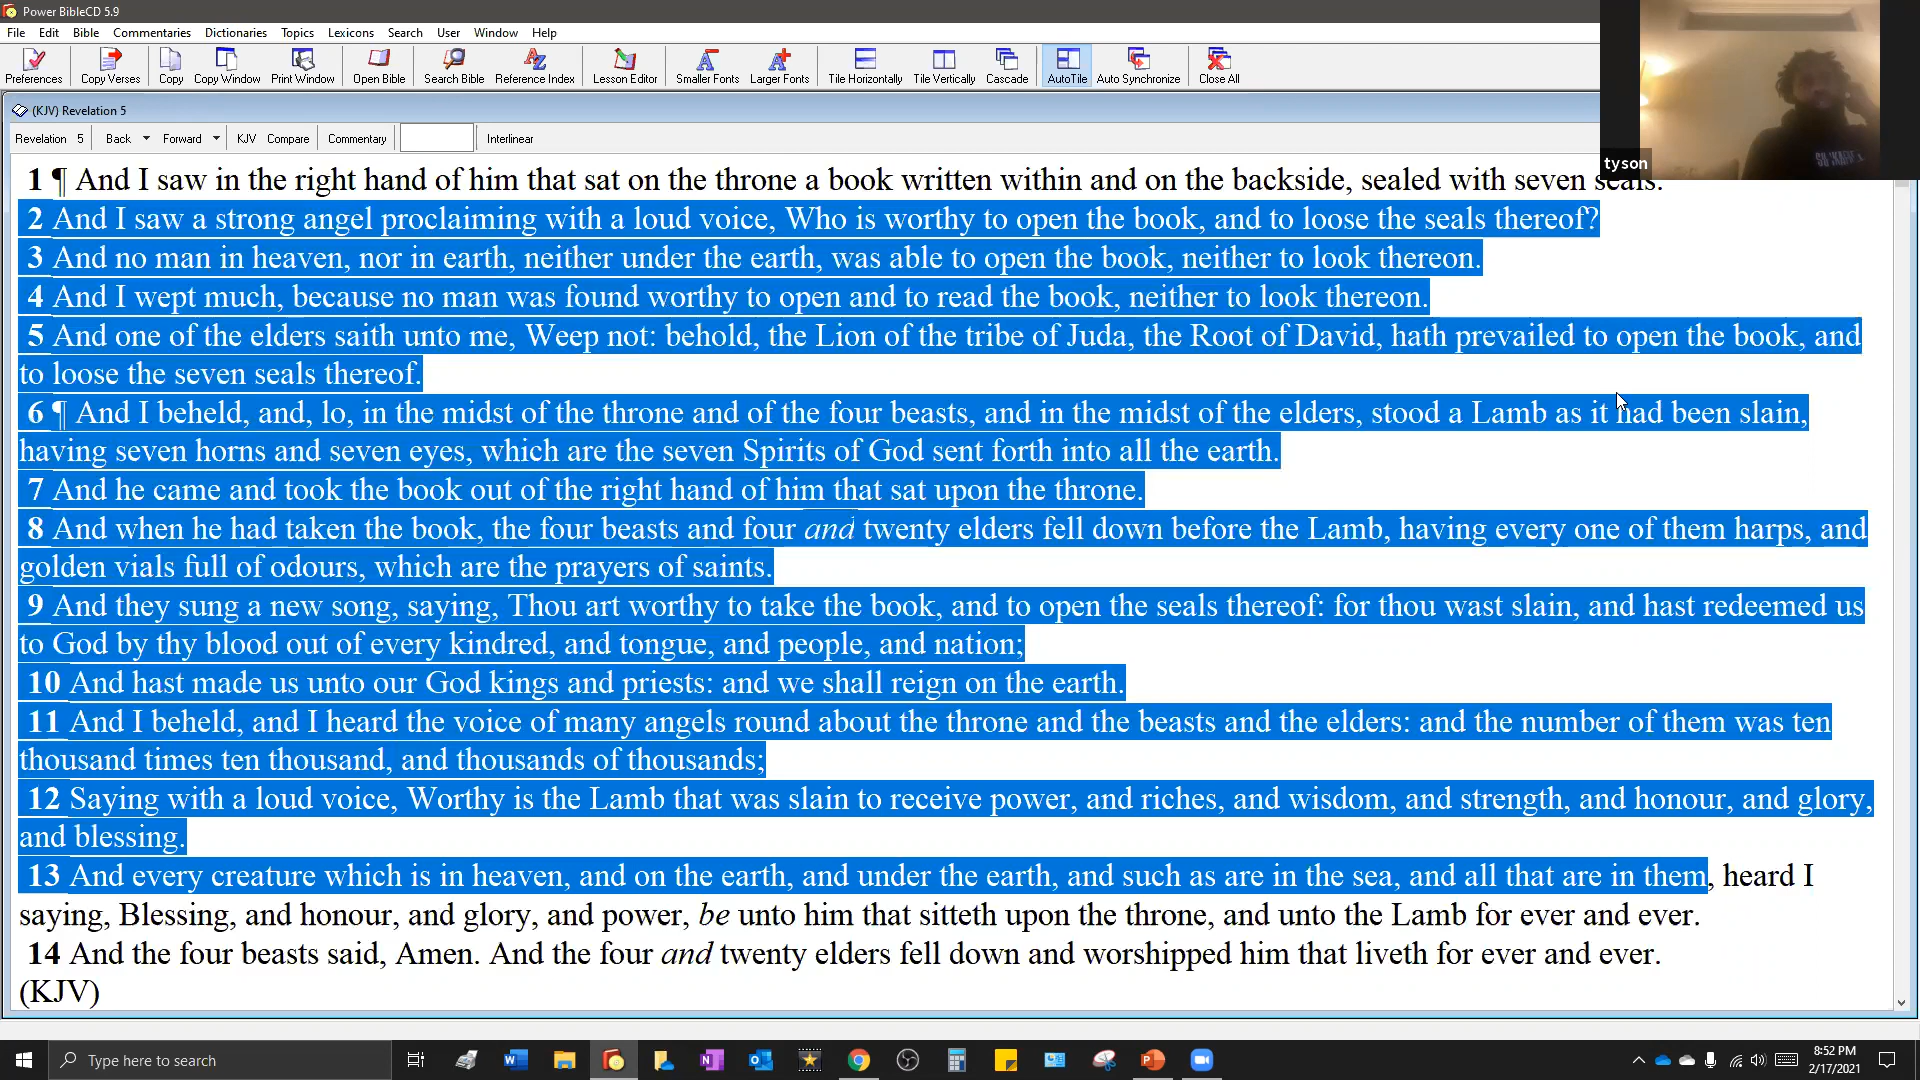 Power BibleCD 5.9
File Edit Bible Commentaries Dictionaries Topics Lexicons Search User Window Help
Preferences Copy Verses Copy Copy Window Print Window Open Bible Search Bible Reference Index Lesson Editor Smaller Fonts Larger Fonts Tile Horizontally Tile Vertically Cascade AutoTile Auto Synchronize Close All
(KJV) Revelation 5
Revelation 5 Back Forward KJV Compare Commentary Interlinear
tyson
1 ¶ And I saw in the right hand of him that sat on the throne a book written within and on the backside, sealed with seven seals.
2 And I saw a strong angel proclaiming with a loud voice, Who is worthy to open the book, and to loose the seals thereof?
3 And no man in heaven, nor in earth, neither under the earth, was able to open the book, neither to look thereon.
4 And I wept much, because no man was found worthy to open and to read the book, neither to look thereon.
5 And one of the elders saith unto me, Weep not: behold, the Lion of the tribe of Juda, the Root of David, hath prevailed to open the book, and
to loose the seven seals thereof.
6 ¶ And I beheld, and, lo, in the midst of the throne and of the four beasts, and in the midst of the elders, stood a Lamb as it had been slain,
having seven horns and seven eyes, which are the seven Spirits of God sent forth into all the earth.
7 And he came and took the book out of the right hand of him that sat upon the throne.
8 And when he had taken the book, the four beasts and four and twenty elders fell down before the Lamb, having every one of them harps, and
golden vials full of odours, which are the prayers of saints.
9 And they sung a new song, saying, Thou art worthy to take the book, and to open the seals thereof: for thou wast slain, and hast redeemed us
to God by thy blood out of every kindred, and tongue, and people, and nation;
10 And hast made us unto our God kings and priests: and we shall reign on the earth.
11 And I beheld, and I heard the voice of many angels round about the throne and the beasts and the elders: and the number of them was ten
thousand times ten thousand, and thousands of thousands;
12 Saying with a loud voice, Worthy is the Lamb that was slain to receive power, and riches, and wisdom, and strength, and honour, and glory,
and blessing.
13 And every creature which is in heaven, and on the earth, and under the earth, and such as are in the sea, and all that are in them, heard I
saying, Blessing, and honour, and glory, and power, be unto him that sitteth upon the throne, and unto the Lamb for ever and ever.
14 And the four beasts said, Amen. And the four and twenty elders fell down and worshipped him that liveth for ever and ever.
(KJV)
Type here to search
8:52 PM
2/17/2021